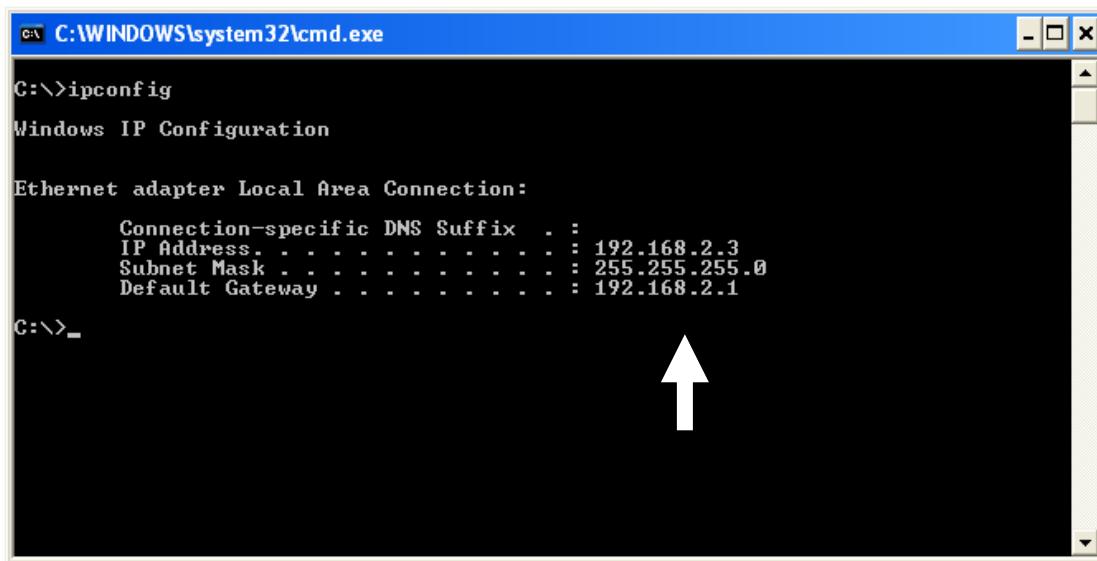 C:\WINDOWS\system32\cmd.exe
C:\>ipconfig
Windows IP Configuration
Ethernet adapter Local Area Connection:
Connection-specific DNS Suffix . :
IP Address. . . . . . . . . . . . : 192.168.2.3
Subnet Mask . . . . . . . . . . . : 255.255.255.0
Default Gateway . . . . . . . . . : 192.168.2.1
C:\>_